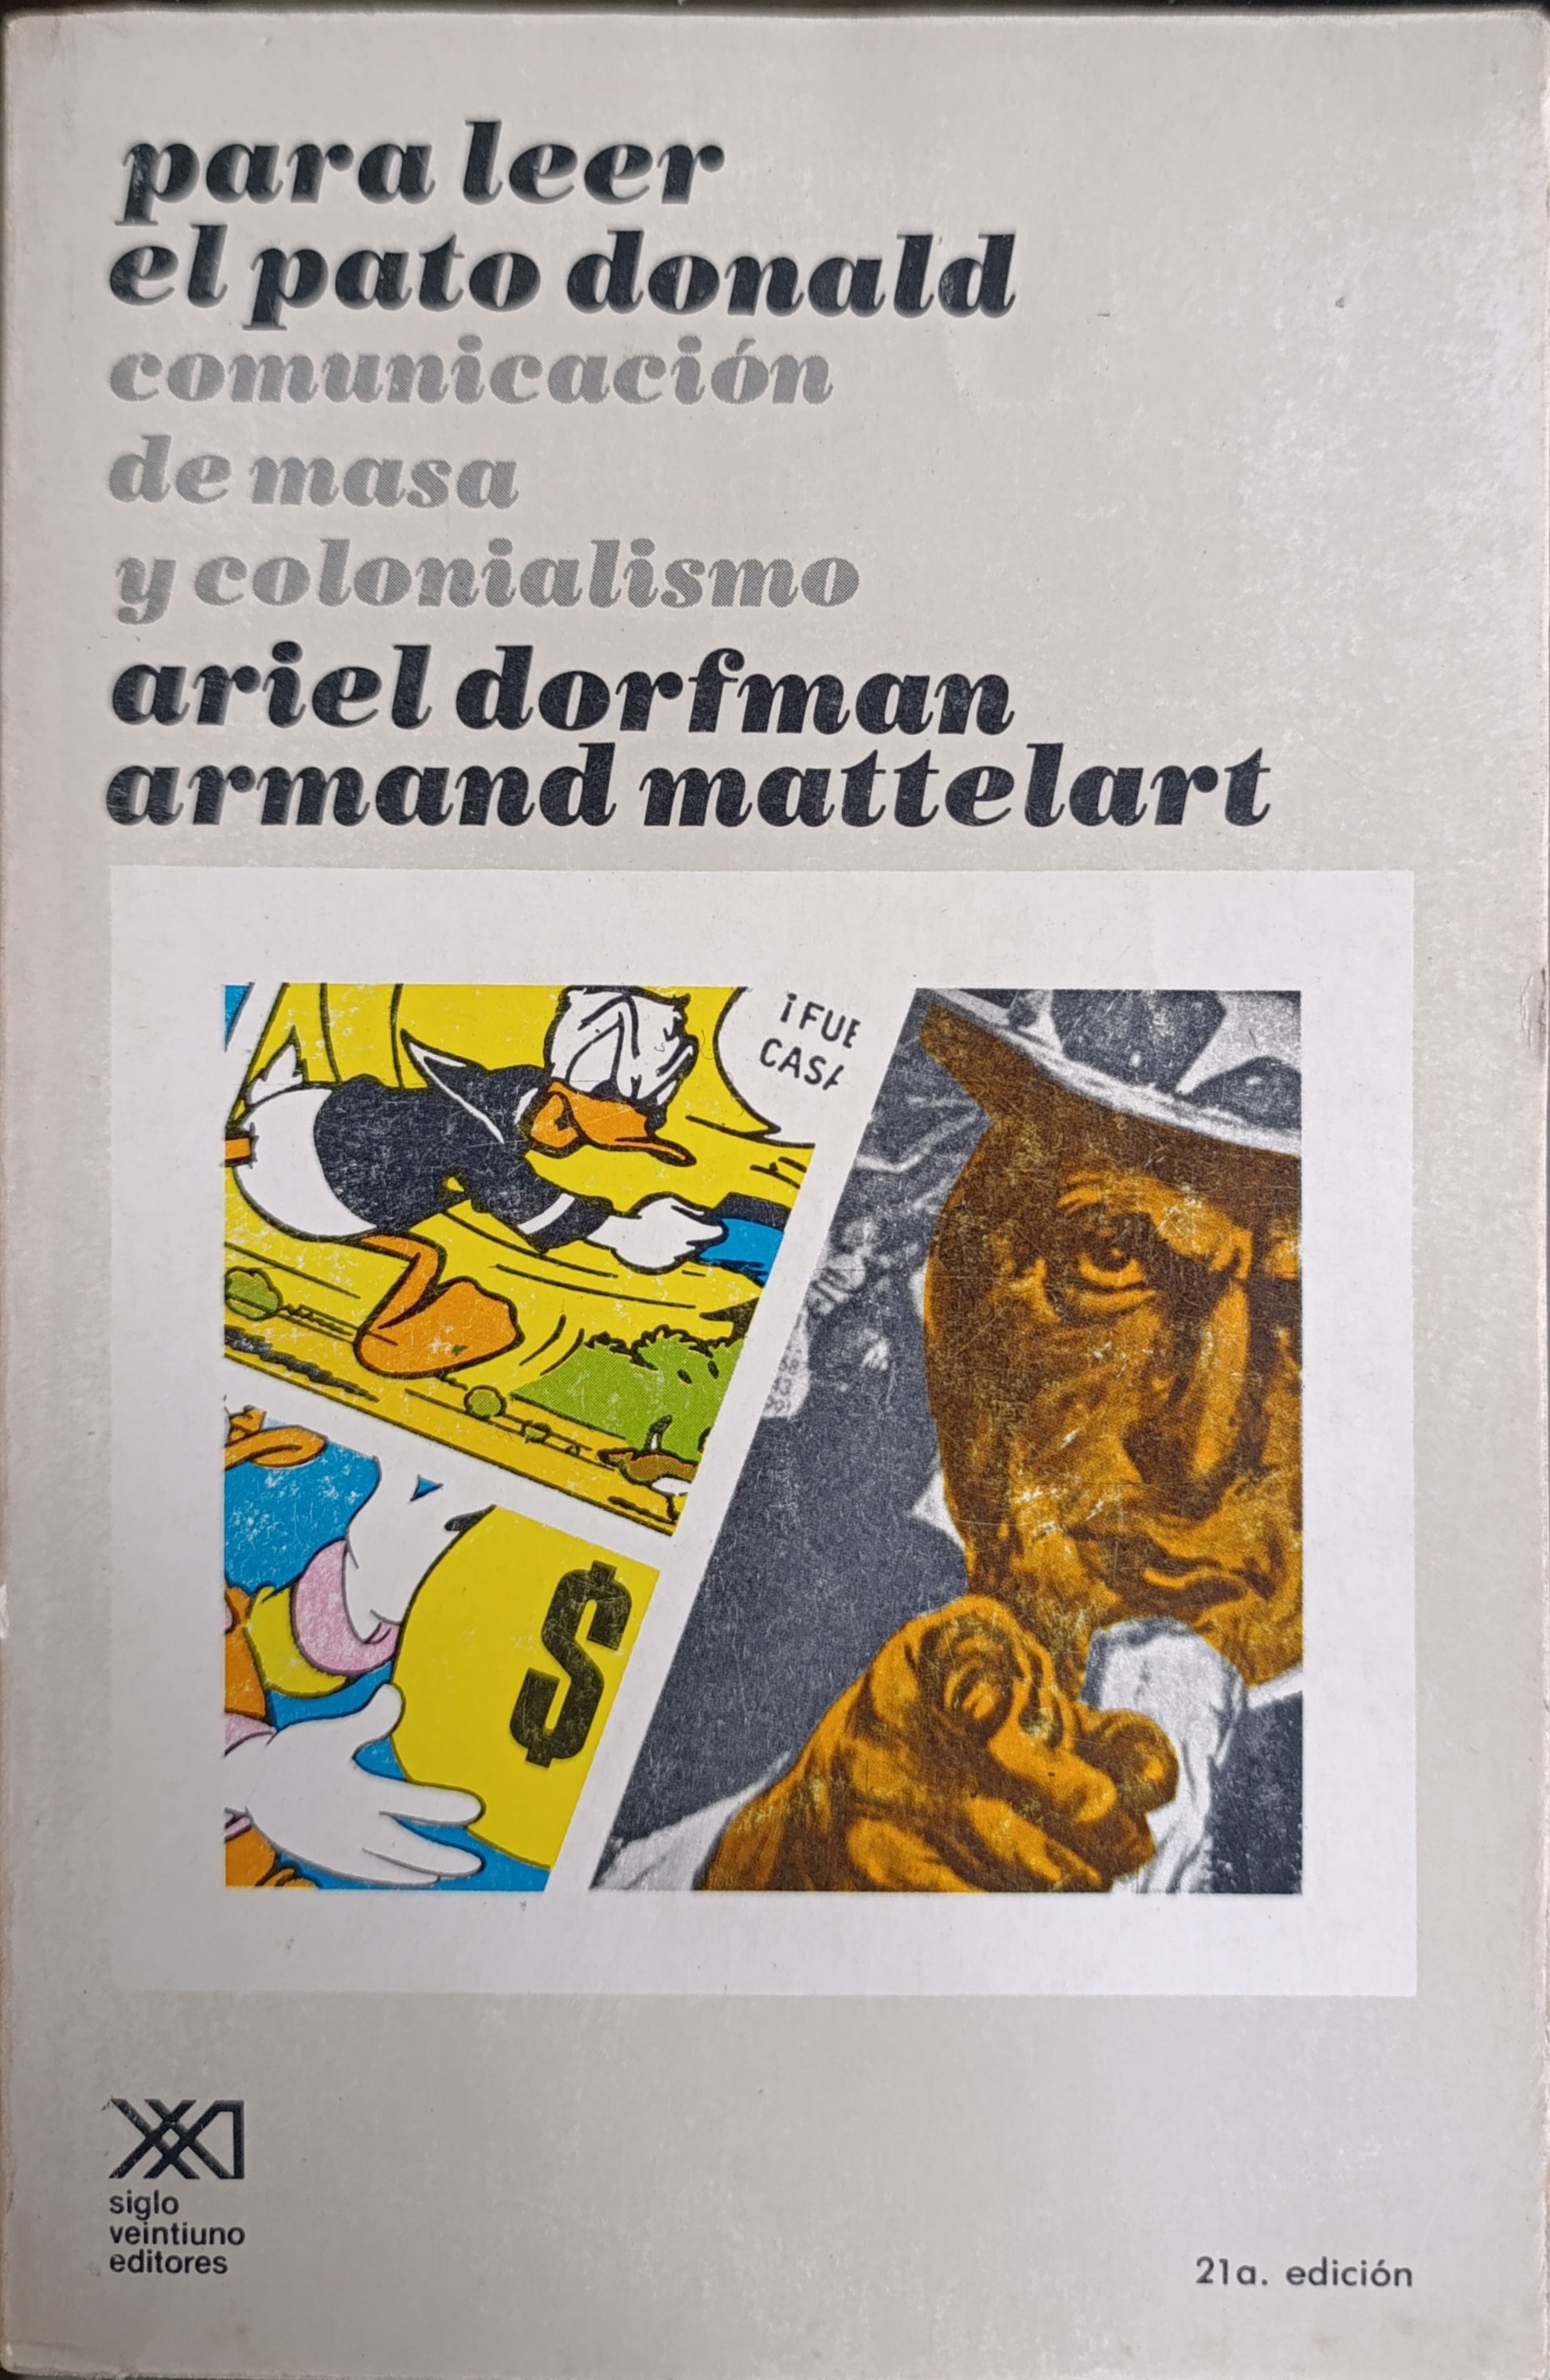 para leer
el pato donald
comunicación
de masa
y colonialismo
ariel dorfman
armand mattelart
¡FUE
CASA
$
siglo
veintiuno
editores
21a. edición